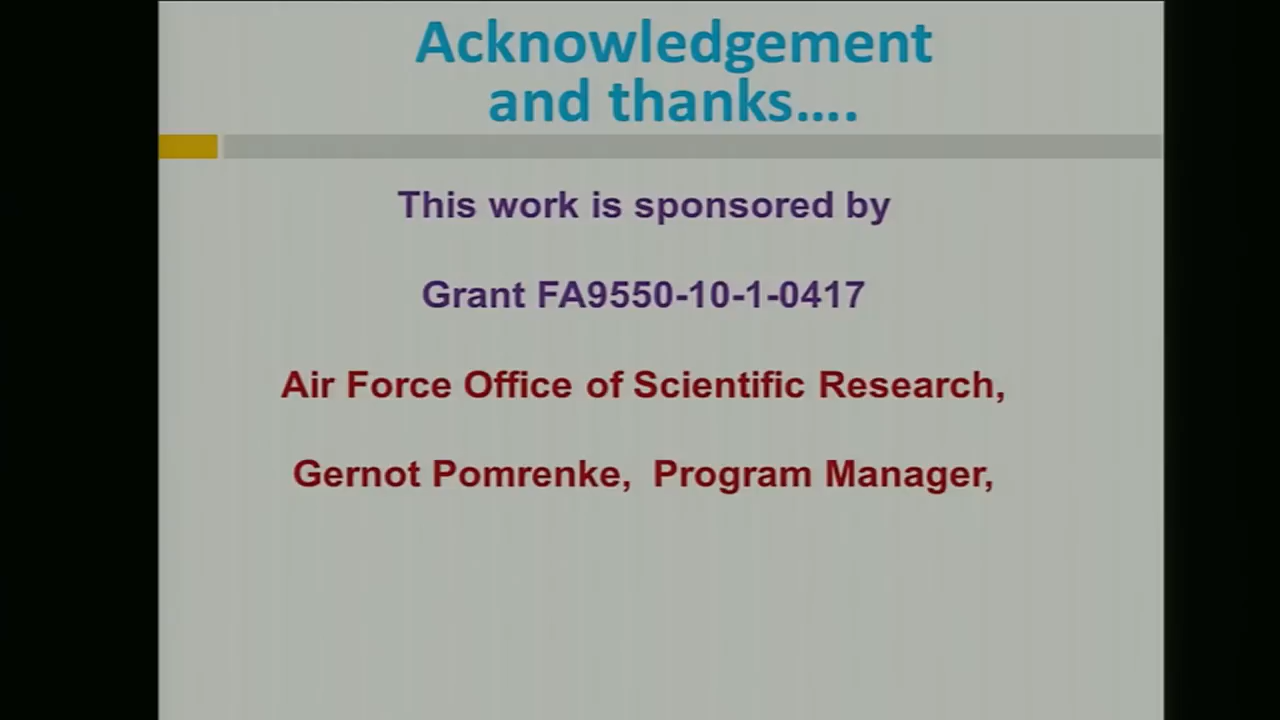 Acknowledgement
and thanks....
This work is sponsored by
Grant FA9550-10-1-0417
Air Force Office of Scientific Research,
Gernot Pomrenke, Program Manager,